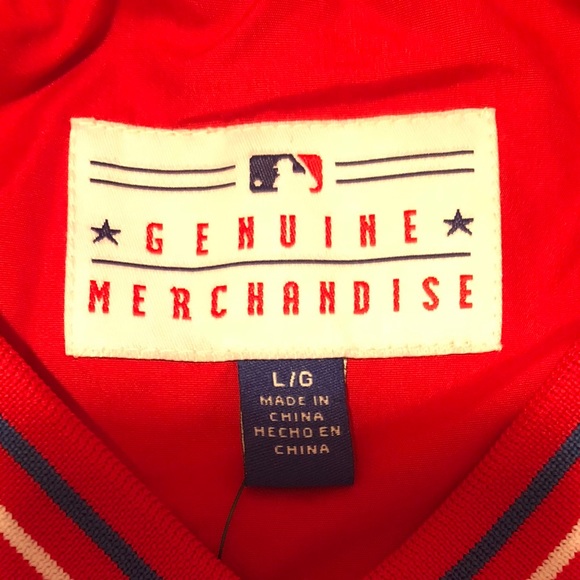 GENUINE
MERCHANDISE
L/G
MADE IN
CHINA
HECHO EN
CHINA